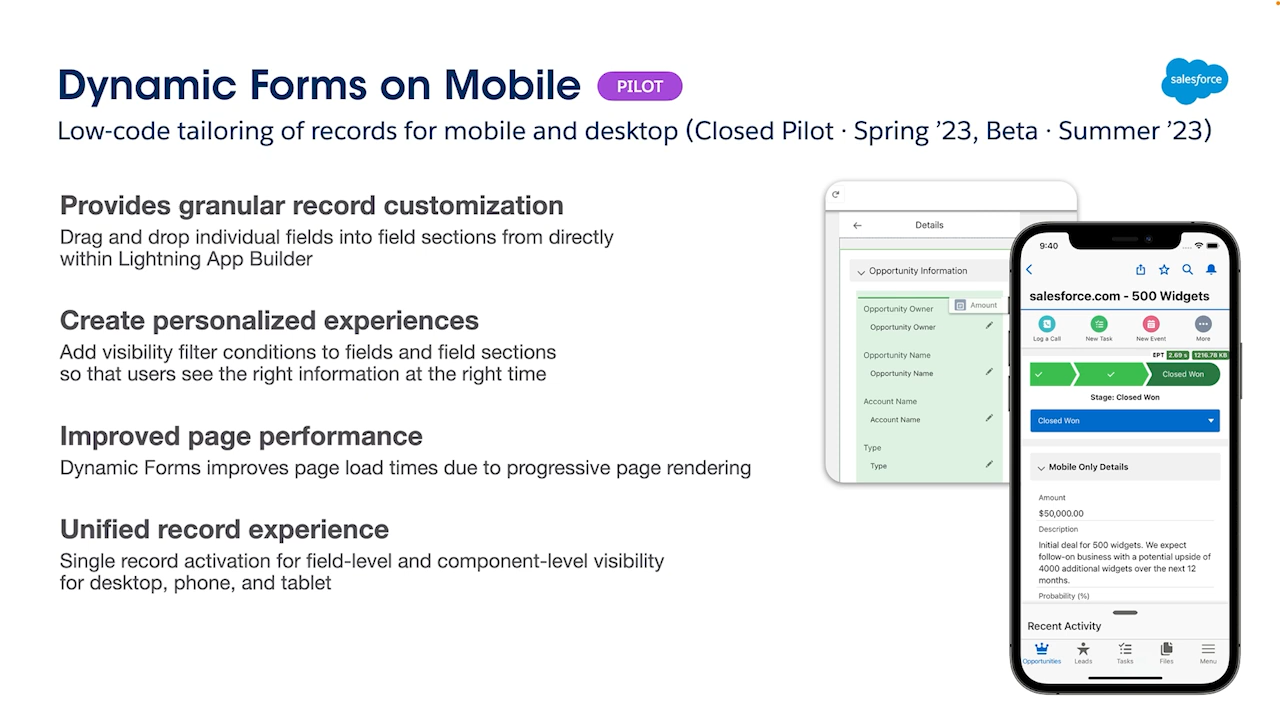 Dynamic Forms on Mobile PILOT
salesforce
Low-code tailoring of records for mobile and desktop (Closed Pilot · Spring ’23, Beta · Summer ’23)
Provides granular record customization
Drag and drop individual fields into field sections from directly
within Lightning App Builder
Create personalized experiences
Add visibility filter conditions to fields and field sections
so that users see the right information at the right time
Improved page performance
Dynamic Forms improves page load times due to progressive page rendering
Unified record experience
Single record activation for field-level and component-level visibility
for desktop, phone, and tablet
Details
Opportunity Information
Amount
Opportunity Owner
Opportunity Owner
Opportunity Name
Opportunity Name
Account Name
Account Name
Type
Type
9:40
salesforce.com - 500 Widgets
Log a Call New Task New Event More
EPT 2.69 s 1216.78 KB
Closed Won
Stage: Closed Won
Closed Won
Mobile Only Details
Amount
$50,000.00
Description
Initial deal for 500 widgets. We expect
follow-on business with a potential upside of
4000 additional widgets over the next 12
months.
Probability (%)
Recent Activity
Opportunities Leads Tasks Files Menu